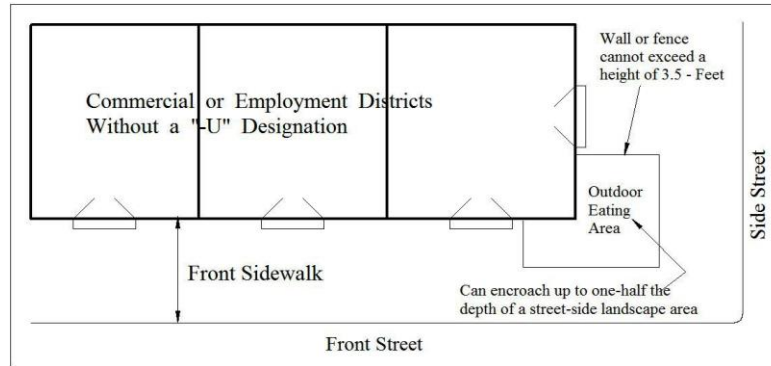 Commercial or Employment Districts
Without a "-U" Designation
Wall or fence
cannot exceed a
height of 3.5 - Feet
Outdoor
Eating
Area
Side Street
Front Sidewalk
Can encroach up to one-half the
depth of a street-side landscape area
Front Street